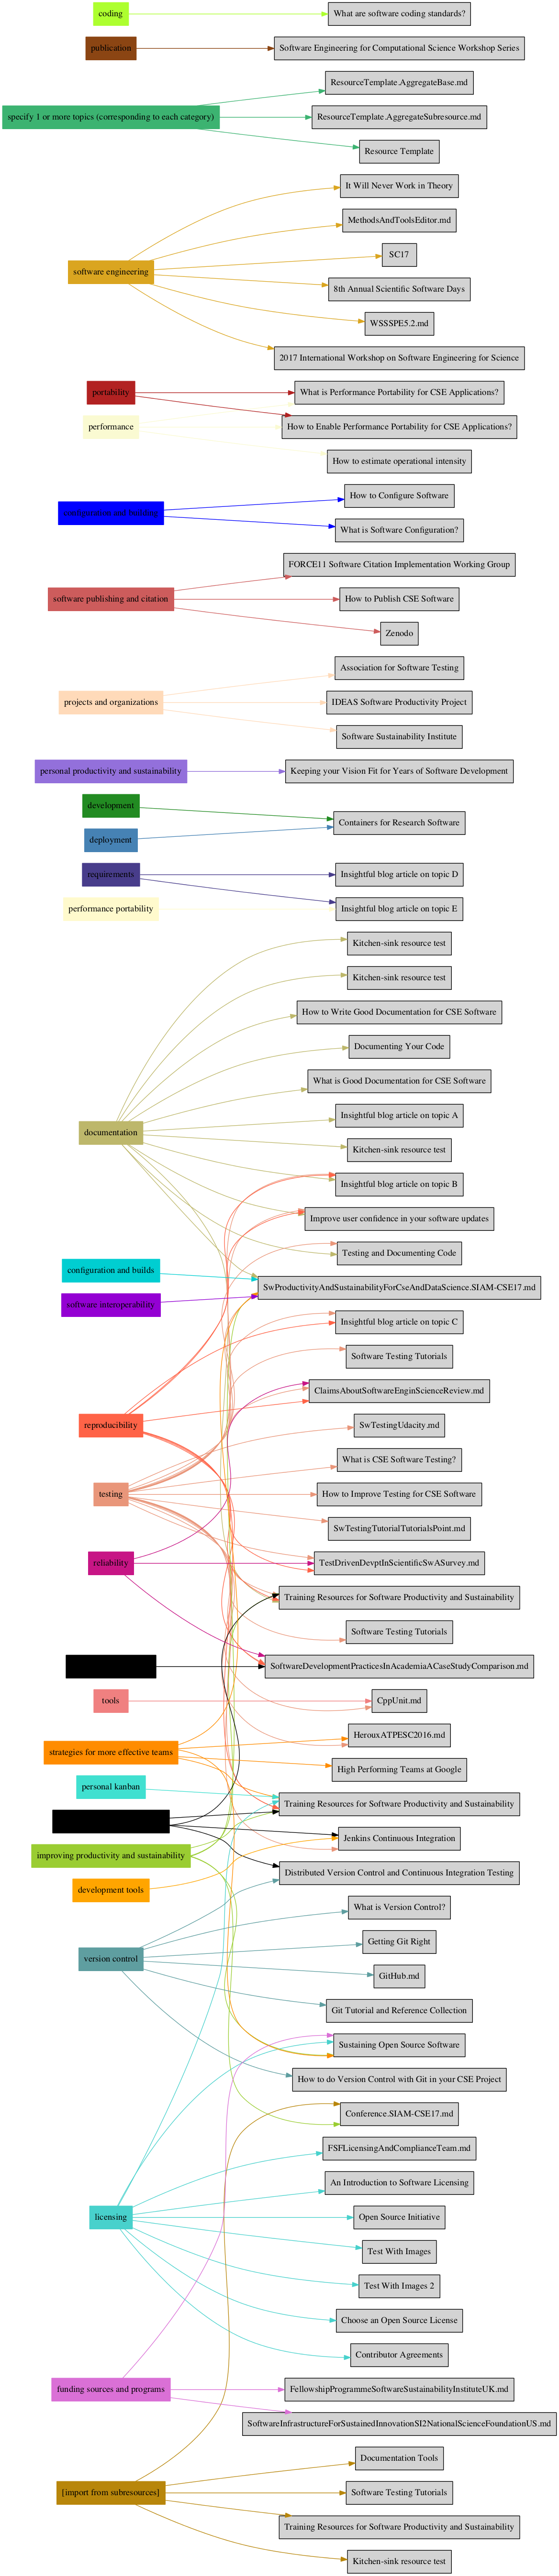 coding
What are software coding standards?
publication
Software Engineering for Computational Science Workshop Series
ResourceTemplate.AggregateBase.md
specify 1 or more topics (corresponding to each category)
ResourceTemplate.AggregateSubresource.md
Resource Template
It Will Never Work in Theory
MethodsAndToolsEditor.md
SC17
software engineering
8th Annual Scientific Software Days
WSSSPE5.2.md
2017 International Workshop on Software Engineering for Science
portability
What is Performance Portability for CSE Applications?
performance
How to Enable Performance Portability for CSE Applications?
How to estimate operational intensity
How to Configure Software
configuration and building
What is Software Configuration?
FORCE11 Software Citation Implementation Working Group
software publishing and citation
How to Publish CSE Software
Zenodo
Association for Software Testing
projects and organizations
IDEAS Software Productivity Project
Software Sustainability Institute
personal productivity and sustainability
Keeping your Vision Fit for Years of Software Development
development
Containers for Research Software
deployment
requirements
Insightful blog article on topic D
performance portability
Insightful blog article on topic E
Kitchen-sink resource test
Kitchen-sink resource test
How to Write Good Documentation for CSE Software
Documenting Your Code
What is Good Documentation for CSE Software
Insightful blog article on topic A
documentation
Kitchen-sink resource test
Insightful blog article on topic B
Improve user confidence in your software updates
Testing and Documenting Code
configuration and builds
SwProductivityAndSustainabilityForCseAndDataScience.SIAM-CSE17.md
software interoperability
Insightful blog article on topic C
Software Testing Tutorials
ClaimsAboutSoftwareEnginScienceReview.md
reproducibility
SwTestingUdacity.md
What is CSE Software Testing?
testing
How to Improve Testing for CSE Software
SwTestingTutorialTutorialsPoint.md
reliability
TestDrivenDevptInScientificSwASurvey.md
Training Resources for Software Productivity and Sustainability
Software Testing Tutorials
SoftwareDevelopmentPracticesInAcademiaACaseStudyComparison.md
tools
CppUnit.md
HerouxATPESC2016.md
strategies for more effective teams
High Performing Teams at Google
personal kanban
Training Resources for Software Productivity and Sustainability
Jenkins Continuous Integration
improving productivity and sustainability
Distributed Version Control and Continuous Integration Testing
development tools
What is Version Control?
Getting Git Right
version control
GitHub.md
Git Tutorial and Reference Collection
Sustaining Open Source Software
How to do Version Control with Git in your CSE Project
Conference.SIAM-CSE17.md
FSFLicensingAndComplianceTeam.md
An Introduction to Software Licensing
licensing
Open Source Initiative
Test With Images
Test With Images 2
Choose an Open Source License
Contributor Agreements
funding sources and programs
FellowshipProgrammeSoftwareSustainabilityInstituteUK.md
SoftwareInfrastructureForSustainedInnovationSI2NationalScienceFoundationUS.md
Documentation Tools
[import from subresources]
Software Testing Tutorials
Training Resources for Software Productivity and Sustainability
Kitchen-sink resource test